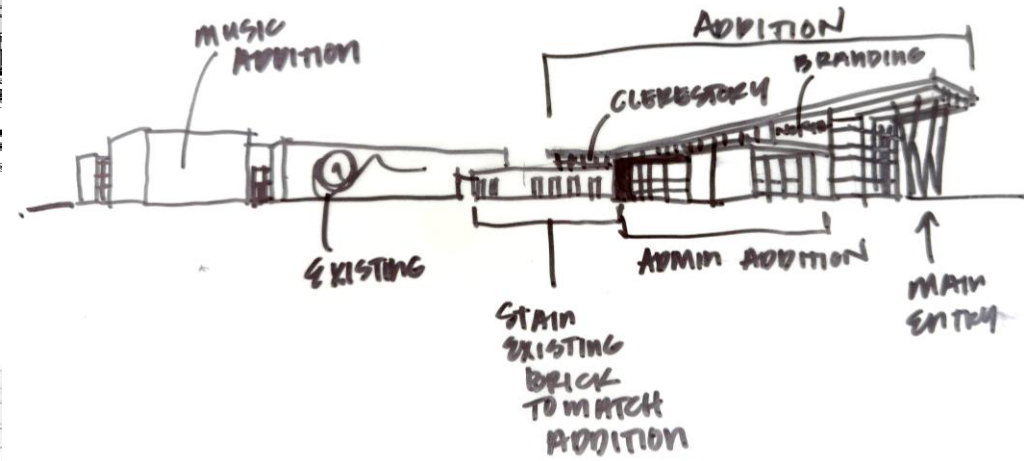 MUSIC
ADDITION
ADDITION
BRANDING
CLERESTORY
EXISTING
STAIN
EXISTING
BRICK
TO MATCH
ADDITION
ADMIN ADDITION
MAIN
ENTRY